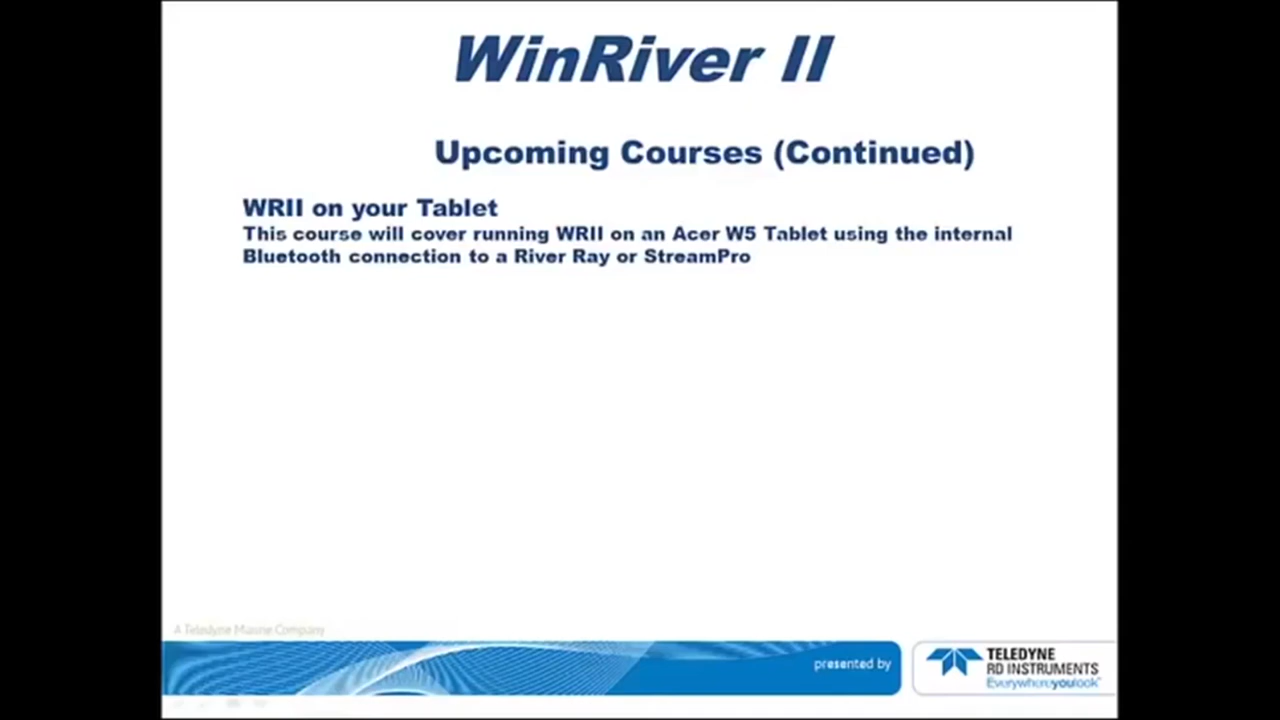 WinRiver II
Upcoming Courses (Continued)
WRII on your Tablet
This course will cover running WRII on an Acer W5 Tablet using the internal
Bluetooth connection to a River Ray or StreamPro
A Teledyne Marine Company
presented by
TELEDYNE
RD INSTRUMENTS
Everywhereyoulook™